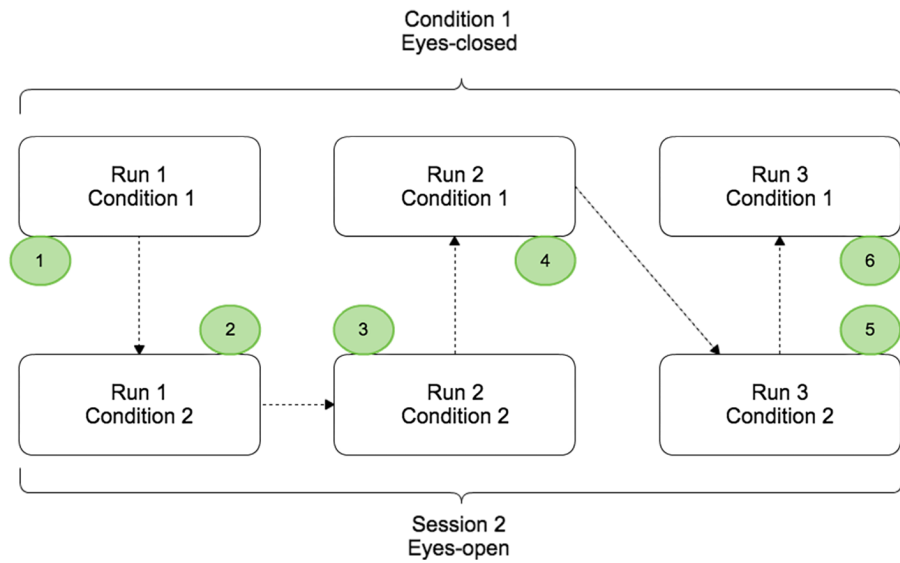 Condition 1
Eyes-closed
Run 1
Condition 1
Run 2
Condition 1
Run 3
Condition 1
1
4
6
2
3
5
Run 1
Condition 2
Run 2
Condition 2
Run 3
Condition 2
Session 2
Eyes-open